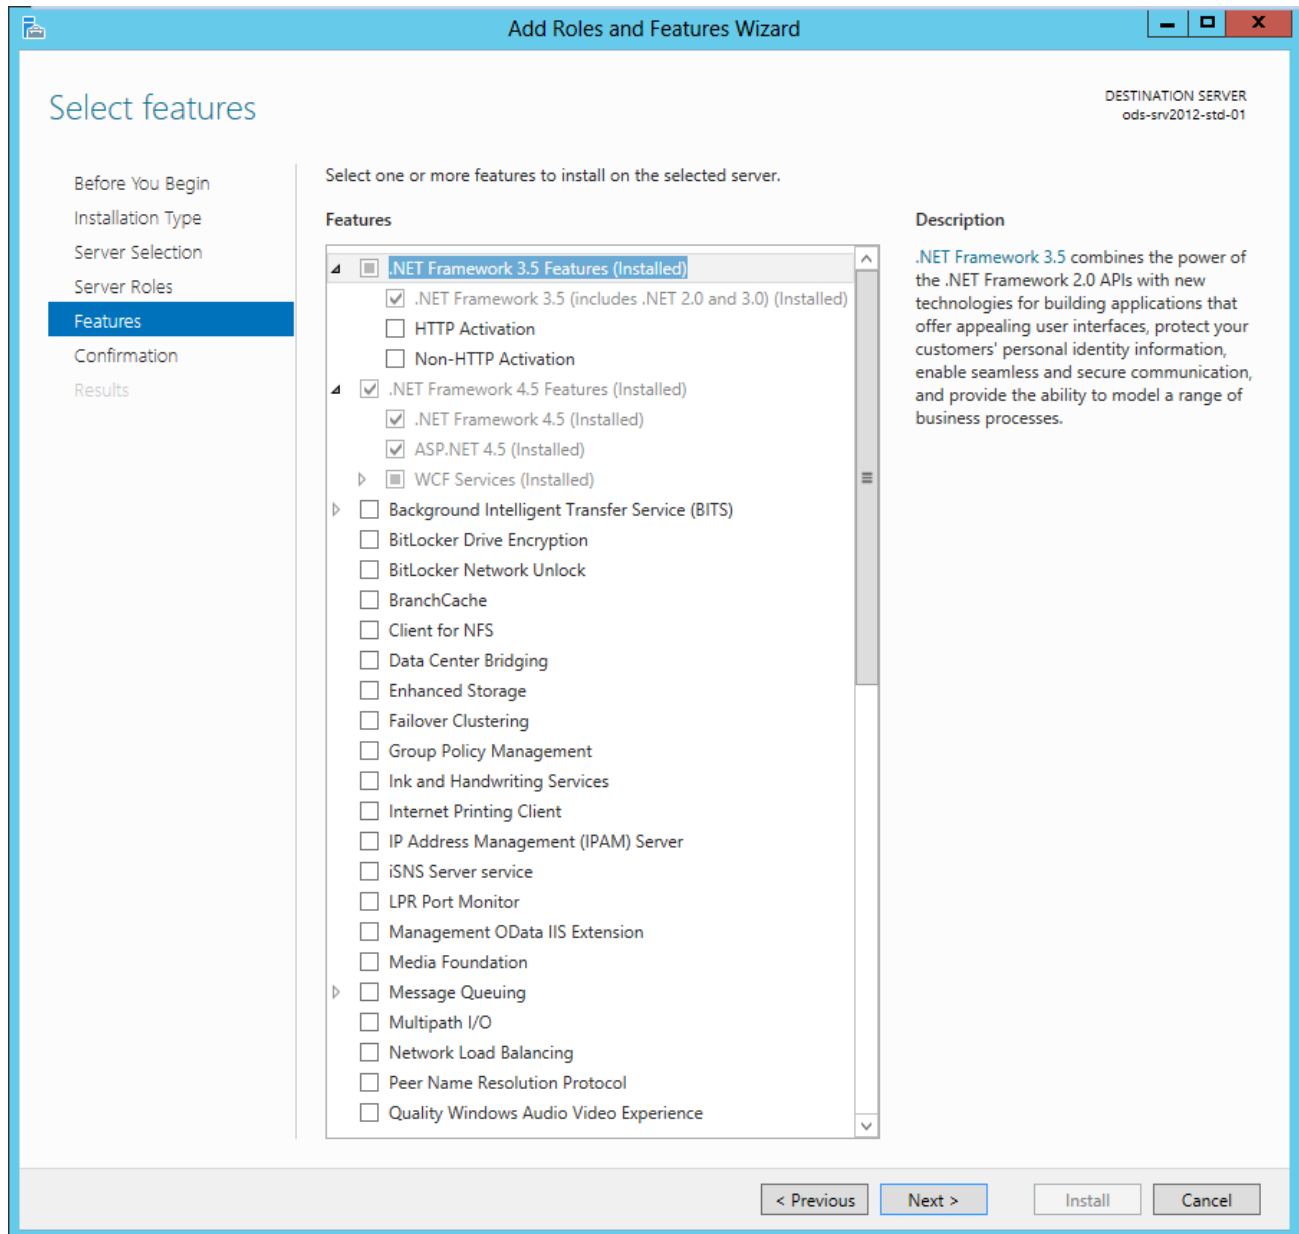 Add Roles and Features Wizard
Select features
DESTINATION SERVER
ods-srv2012-std-01
Before You Begin
Installation Type
Server Selection
Server Roles
Features
Confirmation
Results
Select one or more features to install on the selected server.
Features
.NET Framework 3.5 Features (Installed)
.NET Framework 3.5 (includes .NET 2.0 and 3.0) (Installed)
HTTP Activation
Non-HTTP Activation
.NET Framework 4.5 Features (Installed)
.NET Framework 4.5 (Installed)
ASP.NET 4.5 (Installed)
WCF Services (Installed)
Background Intelligent Transfer Service (BITS)
BitLocker Drive Encryption
BitLocker Network Unlock
BranchCache
Client for NFS
Data Center Bridging
Enhanced Storage
Failover Clustering
Group Policy Management
Ink and Handwriting Services
Internet Printing Client
IP Address Management (IPAM) Server
iSNS Server service
LPR Port Monitor
Management OData IIS Extension
Media Foundation
Message Queuing
Multipath I/O
Network Load Balancing
Peer Name Resolution Protocol
Quality Windows Audio Video Experience
Description
.NET Framework 3.5 combines the power of
the .NET Framework 2.0 APIs with new
technologies for building applications that
offer appealing user interfaces, protect your
customers' personal identity information,
enable seamless and secure communication,
and provide the ability to model a range of
business processes.
< Previous
Next >
Install
Cancel